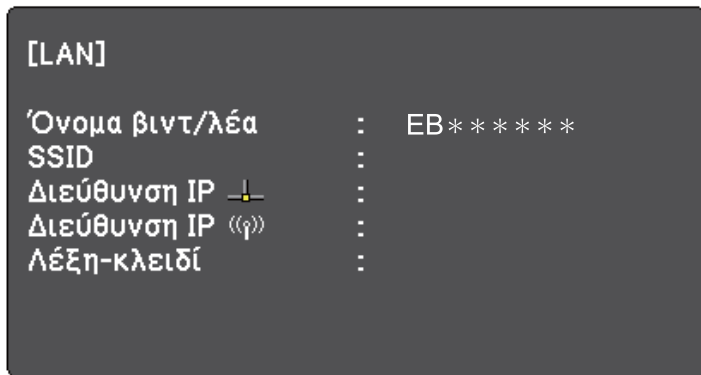 [LAN]
Όνομα βιντ/λέα : EB******
SSID :
Διεύθυνση IP :
Διεύθυνση IP :
Λέξη-κλειδί :